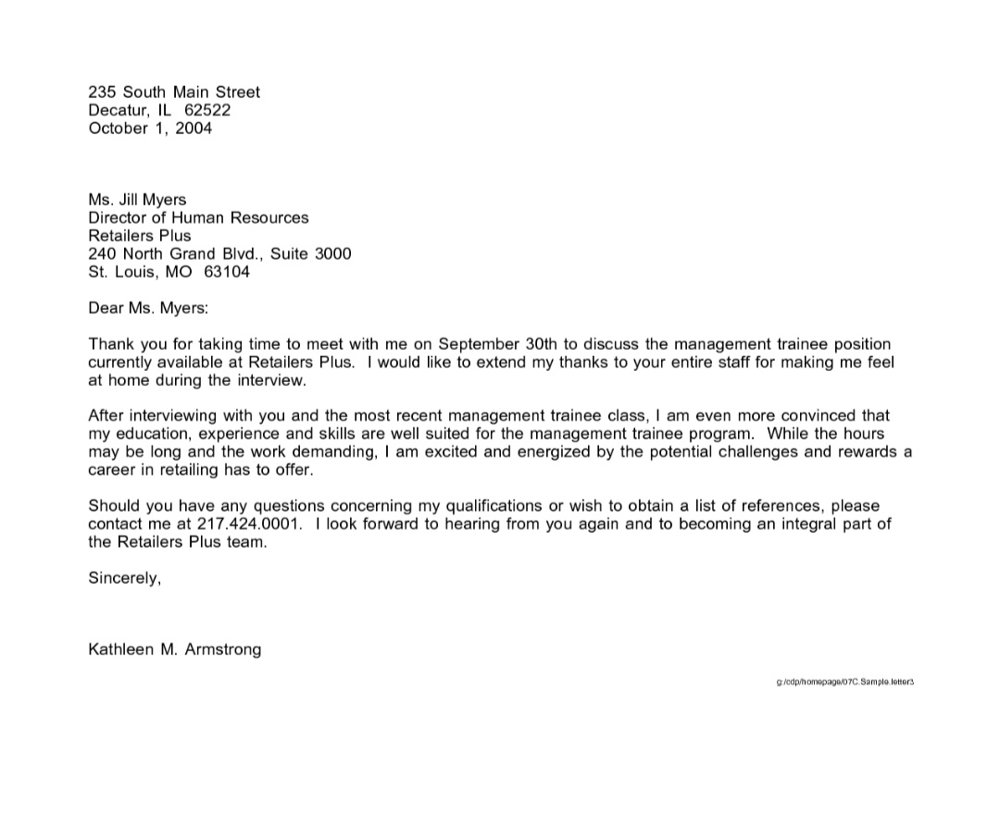 235 South Main Street
Decatur, IL  62522
October 1, 2004
Ms. Jill Myers
Director of Human Resources
Retailers Plus
240 North Grand Blvd., Suite 3000
St. Louis, MO  63104
Dear Ms. Myers:
Thank you for taking time to meet with me on September 30th to discuss the management trainee position
currently available at Retailers Plus.  I would like to extend my thanks to your entire staff for making me feel
at home during the interview.
After interviewing with you and the most recent management trainee class, I am even more convinced that
my education, experience and skills are well suited for the management trainee program.  While the hours
may be long and the work demanding, I am excited and energized by the potential challenges and rewards a
career in retailing has to offer.
Should you have any questions concerning my qualifications or wish to obtain a list of references, please
contact me at 217.424.0001.  I look forward to hearing from you again and to becoming an integral part of
the Retailers Plus team.
Sincerely,
Kathleen M. Armstrong
g:/cdp/homepage/07C.Sample.letter3